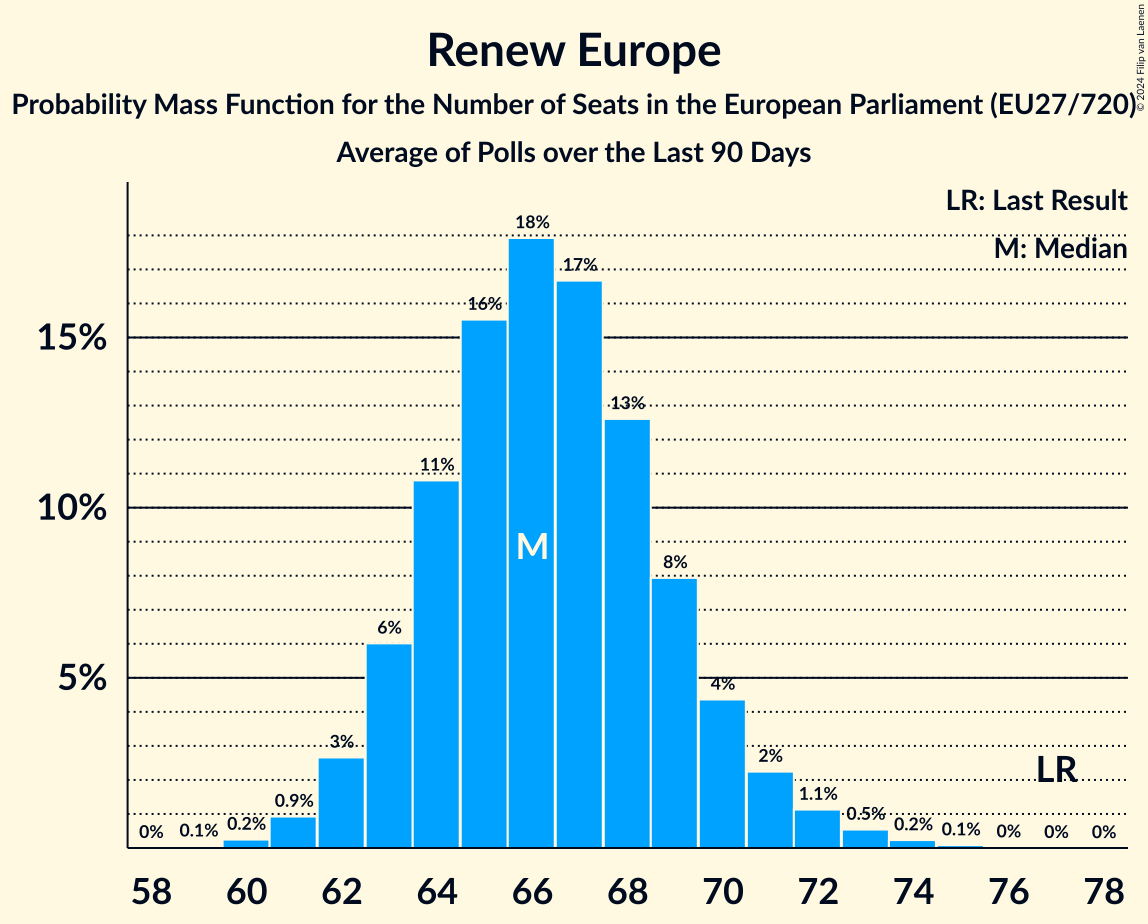 Renew Europe
Probability Mass Function for the Number of Seats in the European Parliament (EU27/720)
Average of Polls over the Last 90 Days
© 2024 Filip van Laenen
LR: Last Result
M: Median
15%
10%
5%
0%
0.1%
0.2%
0.9%
3%
6%
11%
16%
18%
17%
13%
8%
4%
2%
1.1%
0.5%
0.2%
0.1%
0%
0%
0%
M
LR
58 60 62 64 66 68 70 72 74 76 78